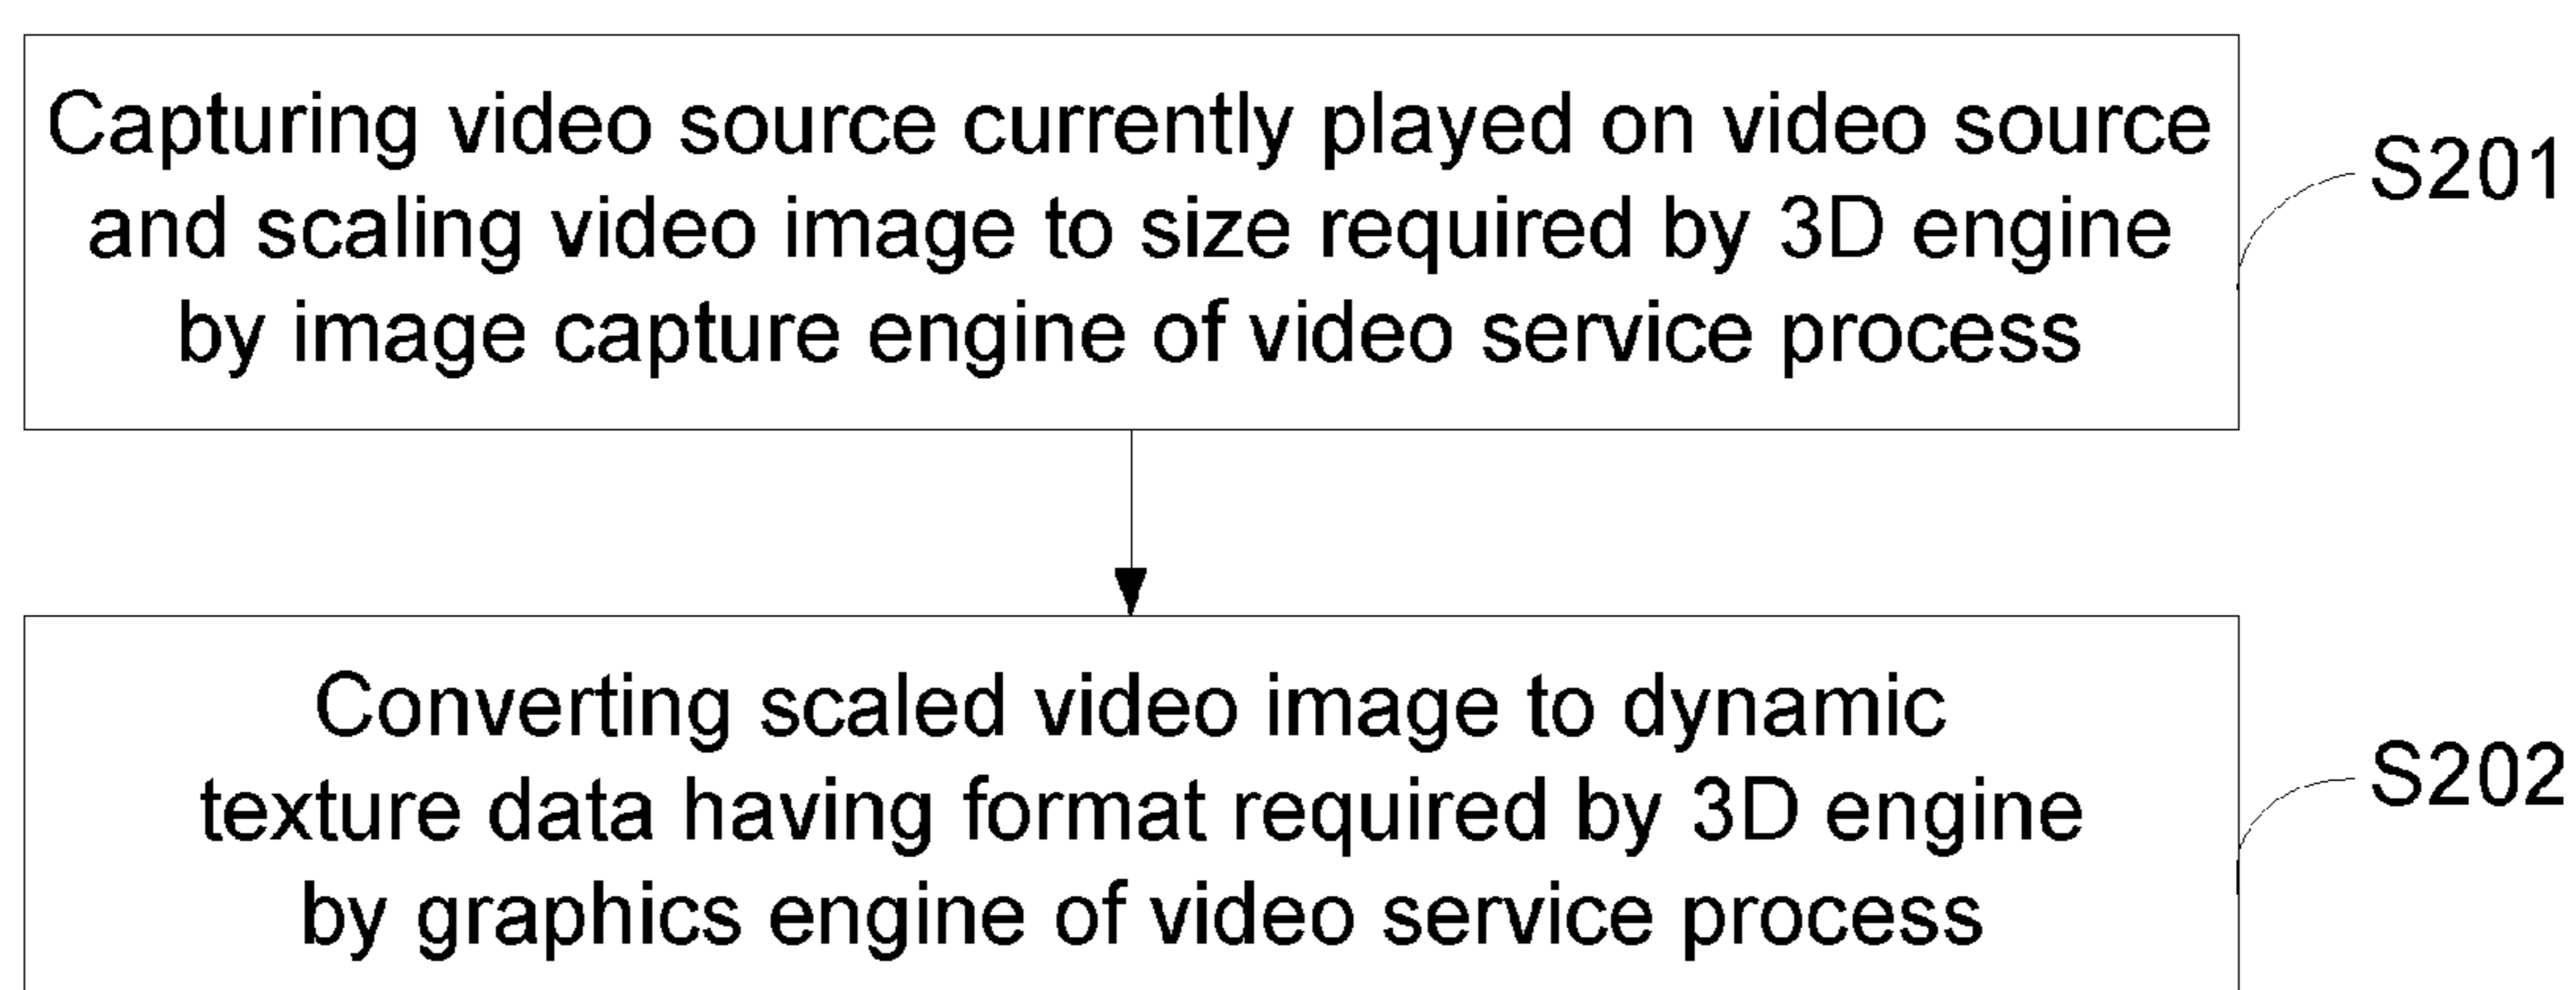 Capturing video source currently played on video source
and scaling video image to size required by 3D engine
by image capture engine of video service process
S201
Converting scaled video image to dynamic
texture data having format required by 3D engine
by graphics engine of video service process
S202